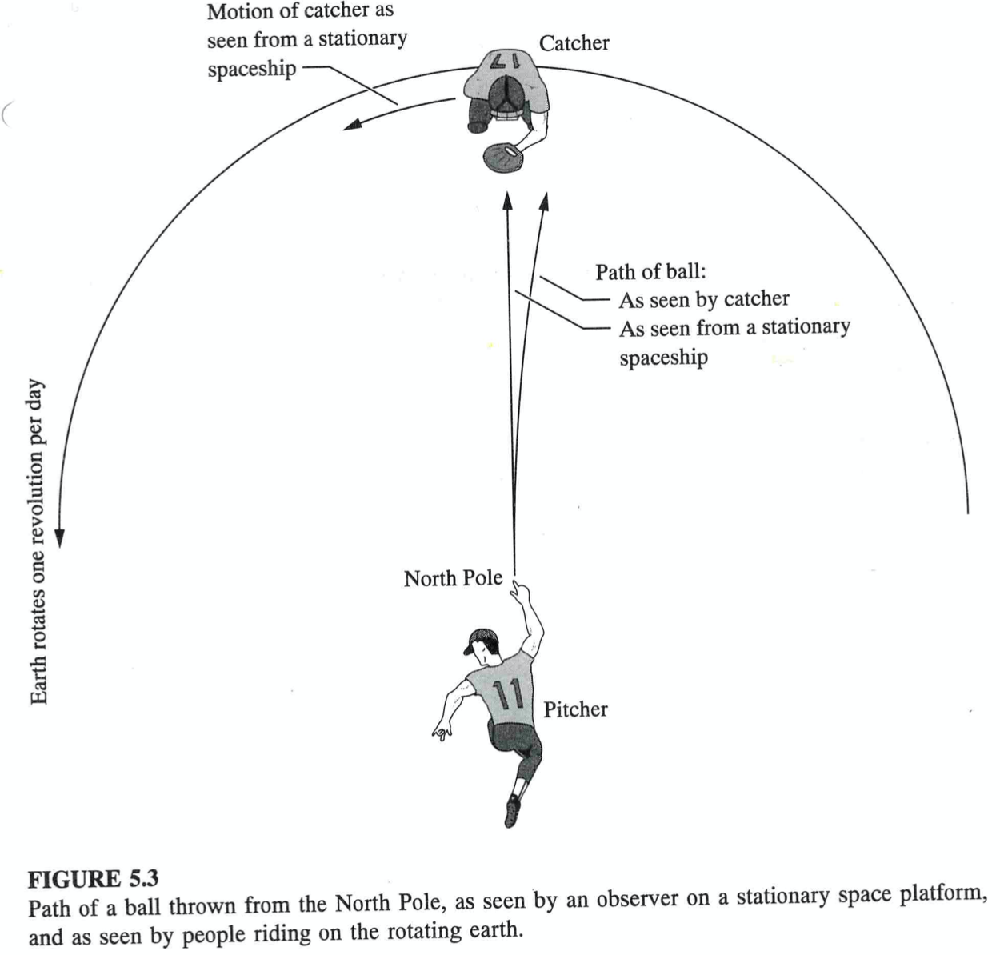 Motion of catcher as
seen from a stationary
spaceship
Catcher
17
Path of ball:
As seen by catcher
As seen from a stationary
spaceship
Earth rotates one revolution per day
North Pole
11
Pitcher
FIGURE 5.3
Path of a ball thrown from the North Pole, as seen by an observer on a stationary space platform,
and as seen by people riding on the rotating earth.